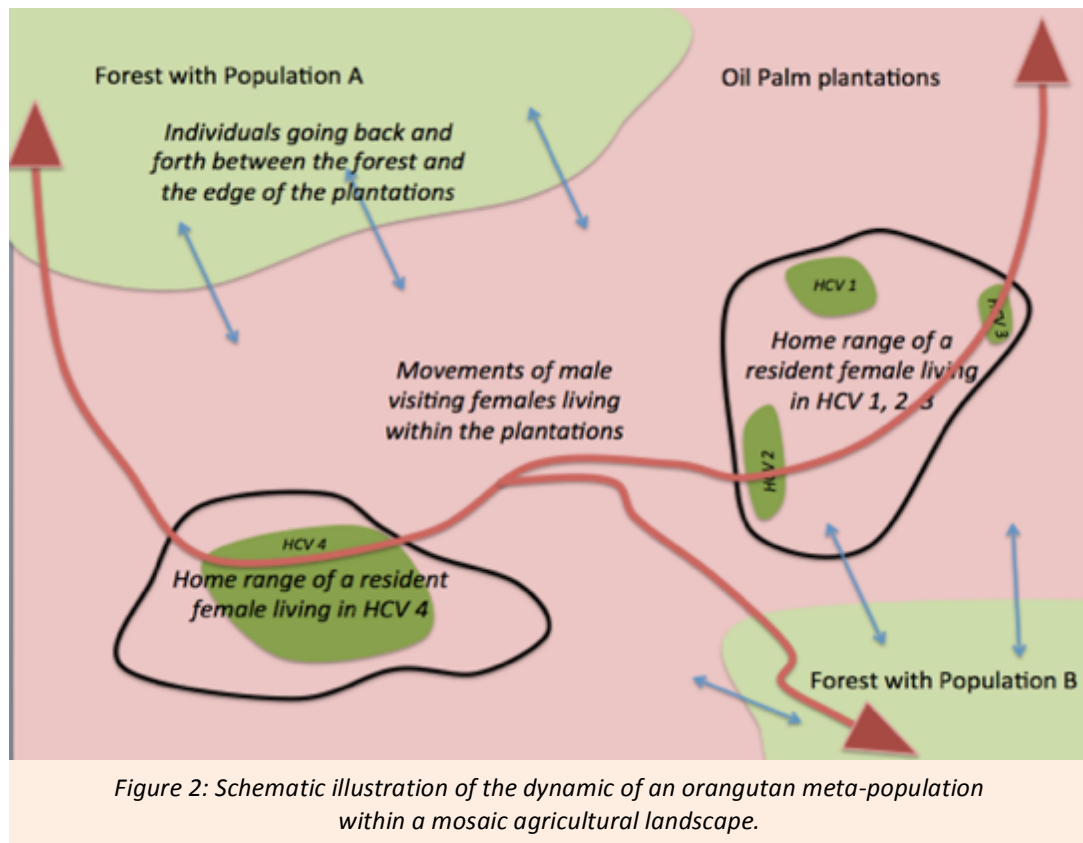 Forest with Population A
Oil Palm plantations
Individuals going back and
forth between the forest and
the edge of the plantations
HCV 1
HCV 3
Home range of a
resident female living
in HCV 1, 2, 3
Movements of male
visiting females living
within the plantations
HCV 2
HCV 4
Home range of a resident
female living in HCV 4
Forest with Population B
Figure 2: Schematic illustration of the dynamic of an orangutan meta-population
within a mosaic agricultural landscape.